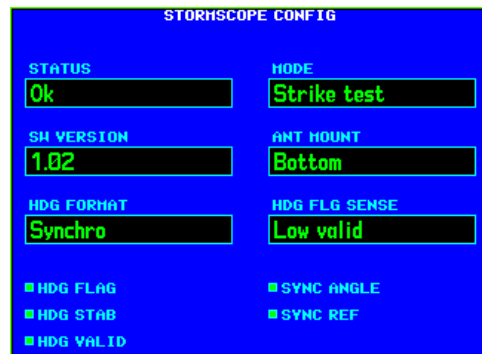 STORMSCOPE CONFIG
STATUS
MODE
Ok
Strike test
SW VERSION
ANT MOUNT
1.02
Bottom
HDG FORMAT
HDG FLG SENSE
Synchro
Low valid
HDG FLAG
SYNC ANGLE
HDG STAB
SYNC REF
HDG VALID